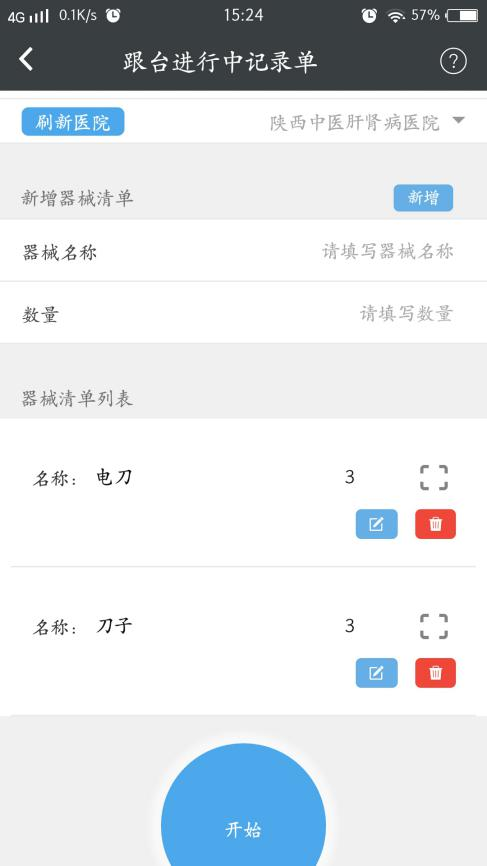 4G 0.1K/s 15:24 57%
跟台进行中记录单 ?
刷新医院 陕西中医肝肾病医院
新增器械清单 新增
器械名称 请填写器械名称
数量 请填写数量
器械清单列表
名称： 电刀 3
名称： 刀子 3
开始